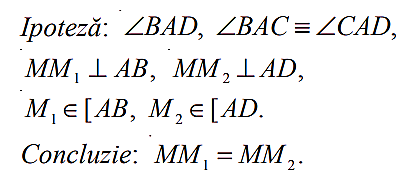 Ipoteză: ∠BAD, ∠BAC ≡ ∠CAD,
MM₁ ⊥ AB, MM₂ ⊥ AD,
M₁ ∈ [AB, M₂ ∈ [AD.
Concluzie: MM₁ = MM₂.